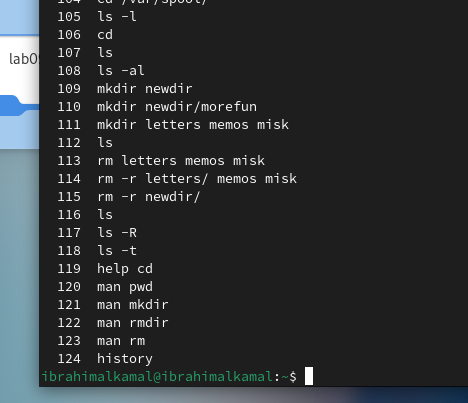 104 cd /var/spool/
105 ls -l
106 cd
107 ls
108 ls -al
109 mkdir newdir
110 mkdir newdir/morefun
111 mkdir letters memos misk
112 ls
113 rm letters memos misk
114 rm -r letters/ memos misk
115 rm -r newdir/
116 ls
117 ls -R
118 ls -t
119 help cd
120 man pwd
121 man mkdir
122 man rmdir
123 man rm
124 history
ibrahimalkamal@ibrahimalkamal:~$